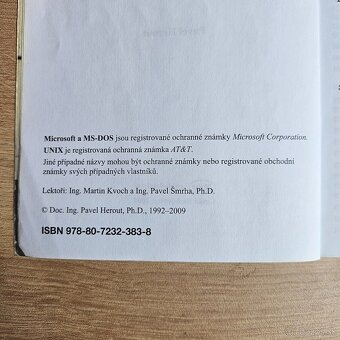 Pavel Herout
Microsoft a MS-DOS jsou registrované ochranné známky Microsoft Corporation.
UNIX je registrovaná ochranná známka AT&T.
Jiné případné názvy mohou být ochranné známky nebo registrované obchodní
známky svých případných vlastníků.
Lektoři: Ing. Martin Kvoch a Ing. Pavel Šmrha, Ph.D.
© Doc. Ing. Pavel Herout, Ph.D., 1992–2009
ISBN 978-80-7232-383-8